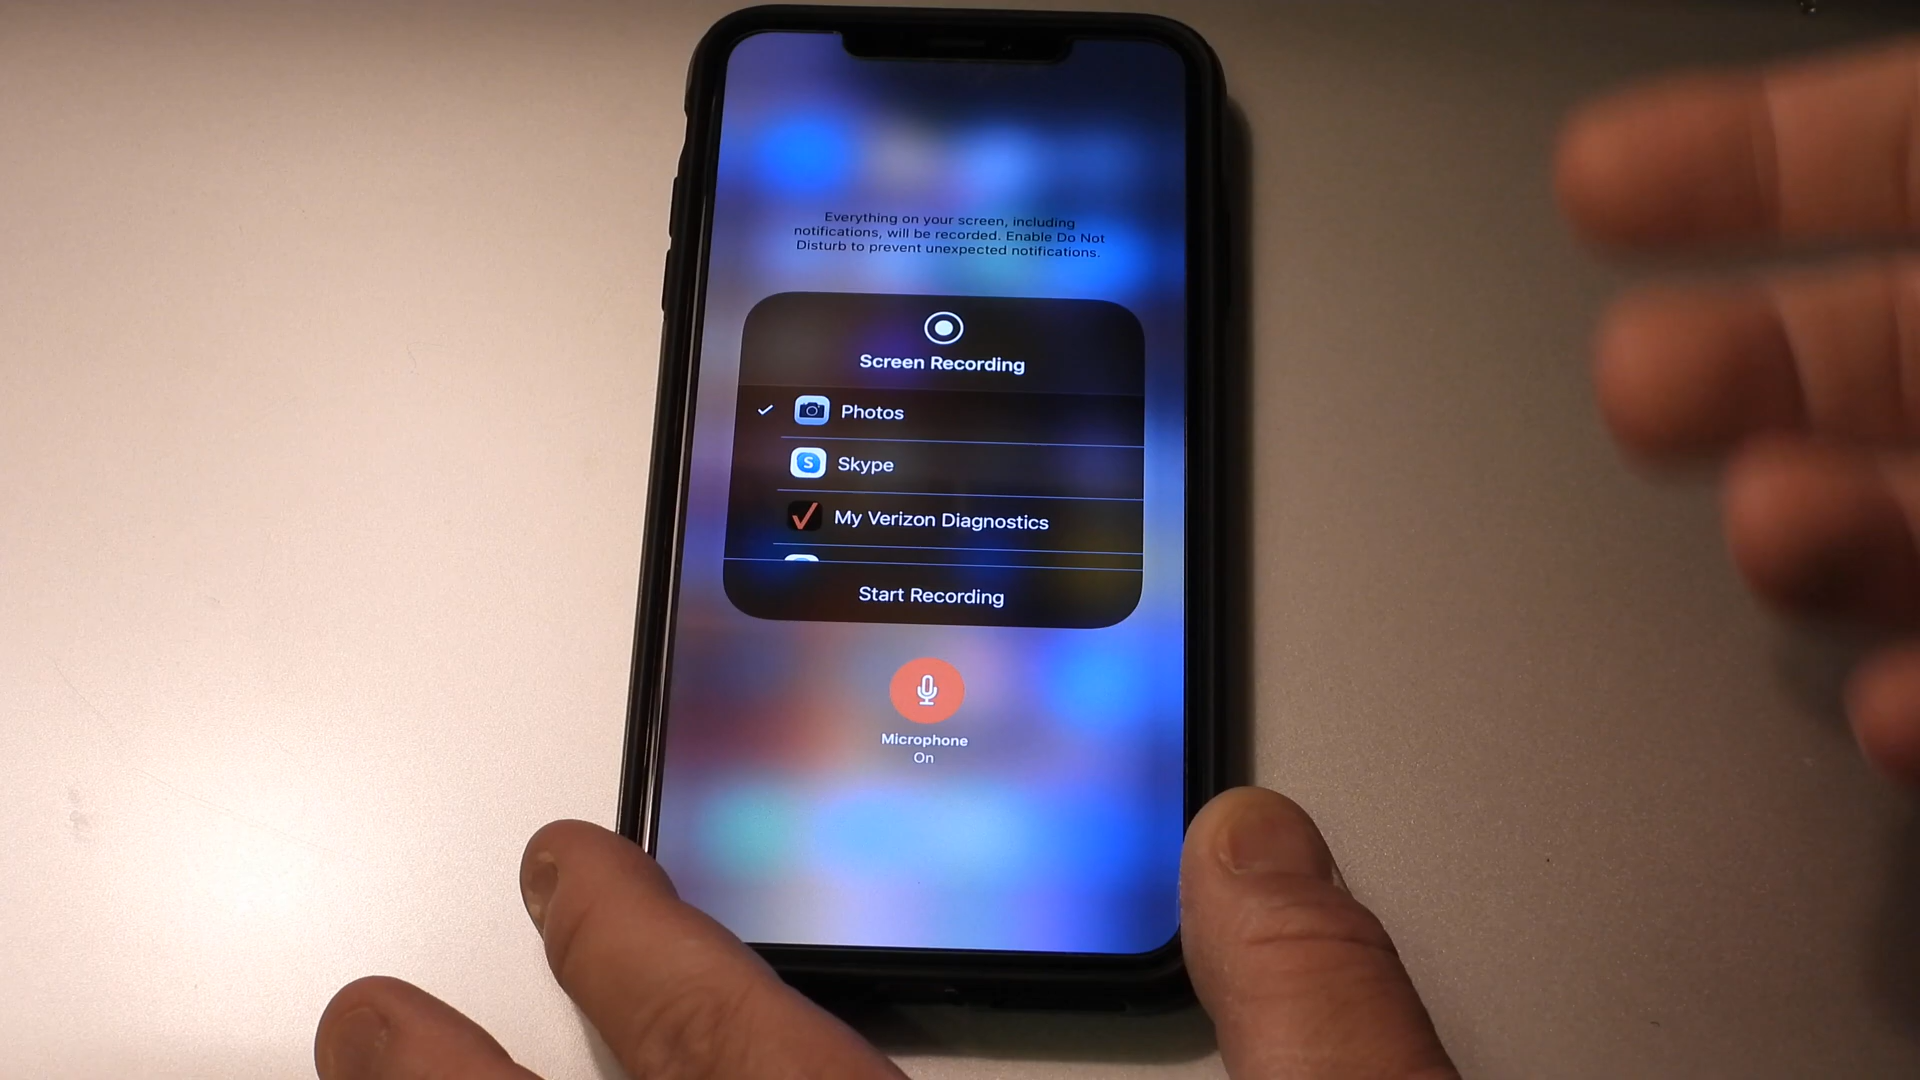 Everything on your screen, including
notifications, will be recorded. Enable Do Not
Disturb to prevent unexpected notifications.
Screen Recording
Photos
S Skype
My Verizon Diagnostics
Start Recording
Microphone
On